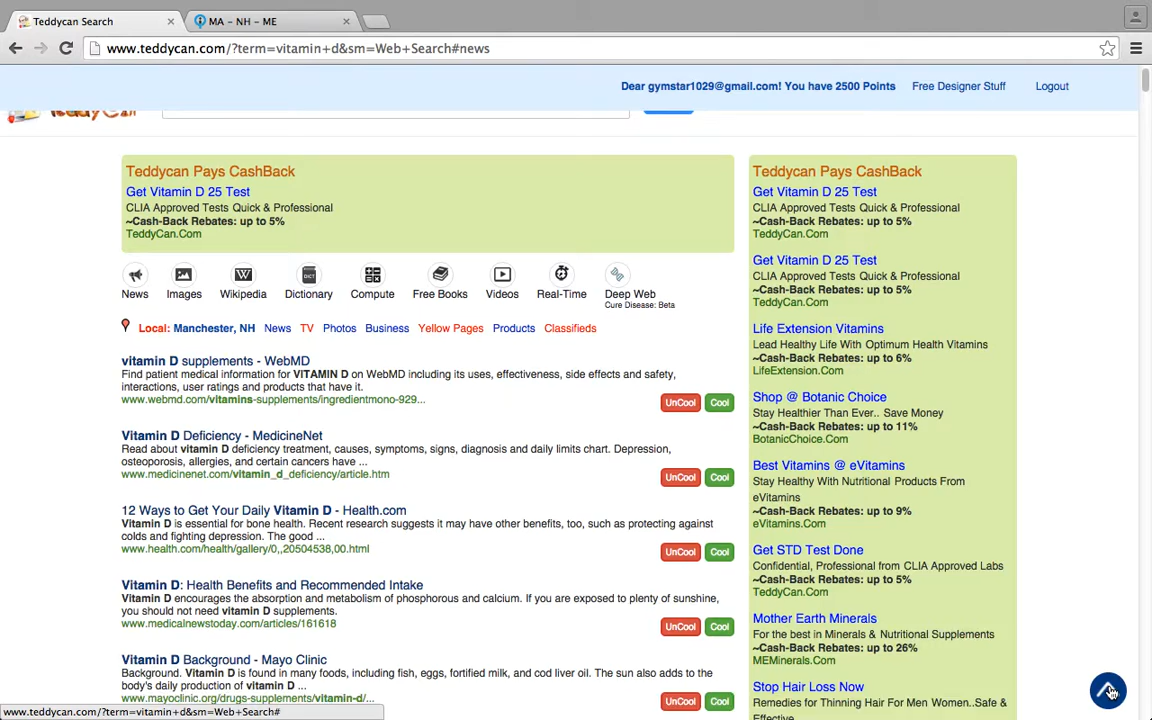 Teddycan Search
MA - NH - ME
www.teddycan.com/?term=vitamin+d&sm=Web+Search#news
Dear gymstar1029@gmail.com! You have 2500 Points
Free Designer Stuff
Logout
TeddyCan
Teddycan Pays CashBack
Get Vitamin D 25 Test
CLIA Approved Tests Quick & Professional
~Cash-Back Rebates: up to 5%
TeddyCan.Com
News
Images
Wikipedia
Dictionary
Compute
Free Books
Videos
Real-Time
Deep Web
Cure Disease: Beta
Local: Manchester, NH News TV Photos Business Yellow Pages Products Classifieds
vitamin D supplements - WebMD
Find patient medical information for VITAMIN D on WebMD including its uses, effectiveness, side effects and safety,
interactions, user ratings and products that have it.
www.webmd.com/vitamins-supplements/ingredientmono-929...
UnCool Cool
Vitamin D Deficiency - MedicineNet
Read about vitamin D deficiency treatment, causes, symptoms, signs, diagnosis and daily limits chart. Depression,
osteoporosis, allergies, and certain cancers have ...
www.medicinenet.com/vitamin_d_deficiency/article.htm
UnCool Cool
12 Ways to Get Your Daily Vitamin D - Health.com
Vitamin D is essential for bone health. Recent research suggests it may have other benefits, too, such as protecting against
colds and fighting depression. The good ...
www.health.com/health/gallery/0,,20504538,00.html
UnCool Cool
Vitamin D: Health Benefits and Recommended Intake
Vitamin D encourages the absorption and metabolism of phosphorous and calcium. If you are exposed to plenty of sunshine,
you should not need vitamin D supplements.
www.medicalnewstoday.com/articles/161618
UnCool Cool
Vitamin D Background - Mayo Clinic
Background. Vitamin D is found in many foods, including fish, eggs, fortified milk, and cod liver oil. The sun also adds to the
body's daily production of vitamin D ...
www.mayoclinic.org/drugs-supplements/vitamin-d/...
UnCool Cool
Teddycan Pays CashBack
Get Vitamin D 25 Test
CLIA Approved Tests Quick & Professional
~Cash-Back Rebates: up to 5%
TeddyCan.Com
Get Vitamin D 25 Test
CLIA Approved Tests Quick & Professional
~Cash-Back Rebates: up to 5%
TeddyCan.Com
Life Extension Vitamins
Lead Healthy Life With Optimum Health Vitamins
~Cash-Back Rebates: up to 6%
LifeExtension.Com
Shop @ Botanic Choice
Stay Healthier Than Ever.. Save Money
~Cash-Back Rebates: up to 11%
BotanicChoice.Com
Best Vitamins @ eVitamins
Stay Healthy With Nutritional Products From
eVitamins
~Cash-Back Rebates: up to 9%
eVitamins.Com
Get STD Test Done
Confidential, Professional from CLIA Approved Labs
~Cash-Back Rebates: up to 5%
TeddyCan.Com
Mother Earth Minerals
For the best in Minerals & Nutritional Supplements
~Cash-Back Rebates: up to 26%
MEMinerals.Com
Stop Hair Loss Now
Remedies for Thinning Hair For Men Women..Safe &
Effective
www.teddycan.com/?term=vitamin+d&sm=Web+Search#